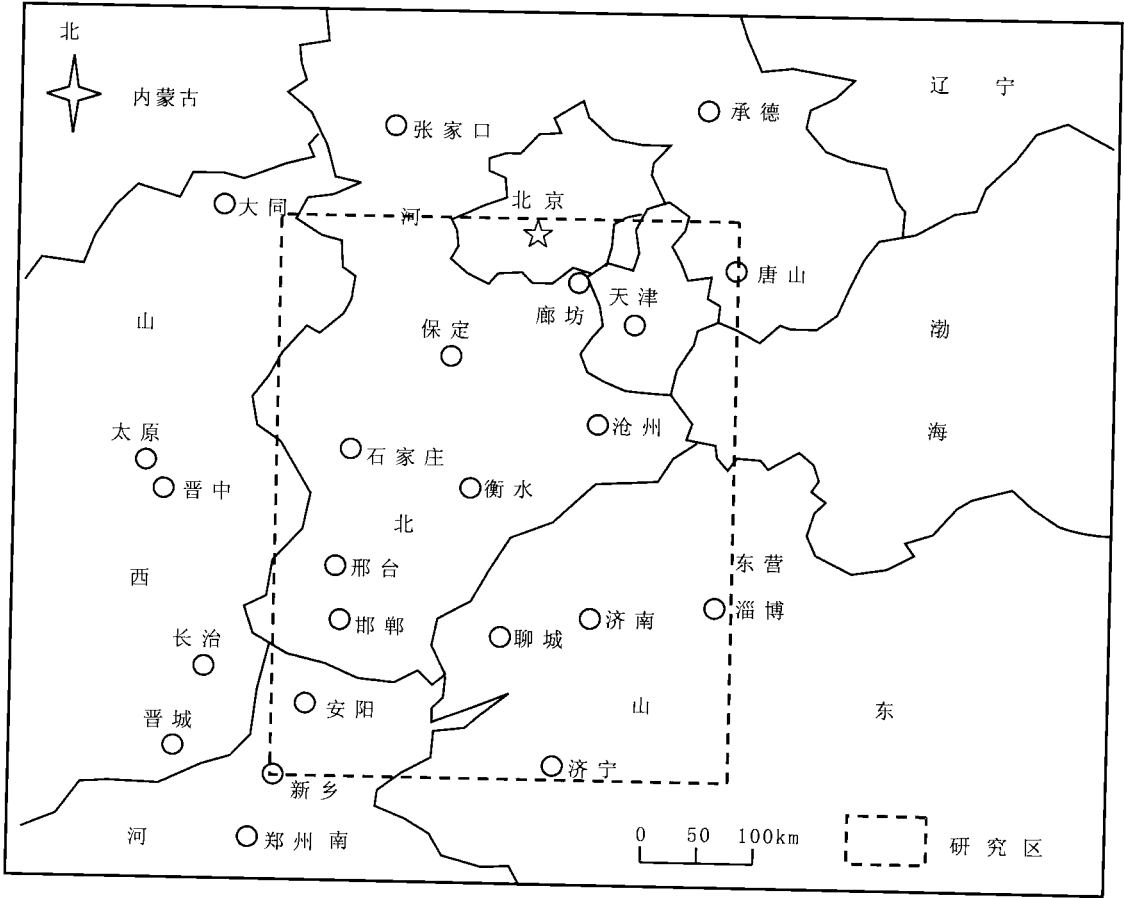 北
内蒙古
辽宁
张家口
承德
大同
北京
河
唐山
天津
廊坊
山
保定
渤
太原
沧州
海
石家庄
晋中
衡水
北
东营
邢台
西
淄博
济南
邯郸
聊城
长治
安阳
山
东
晋城
济宁
新乡
河
郑州南
0 50 100km
研究区